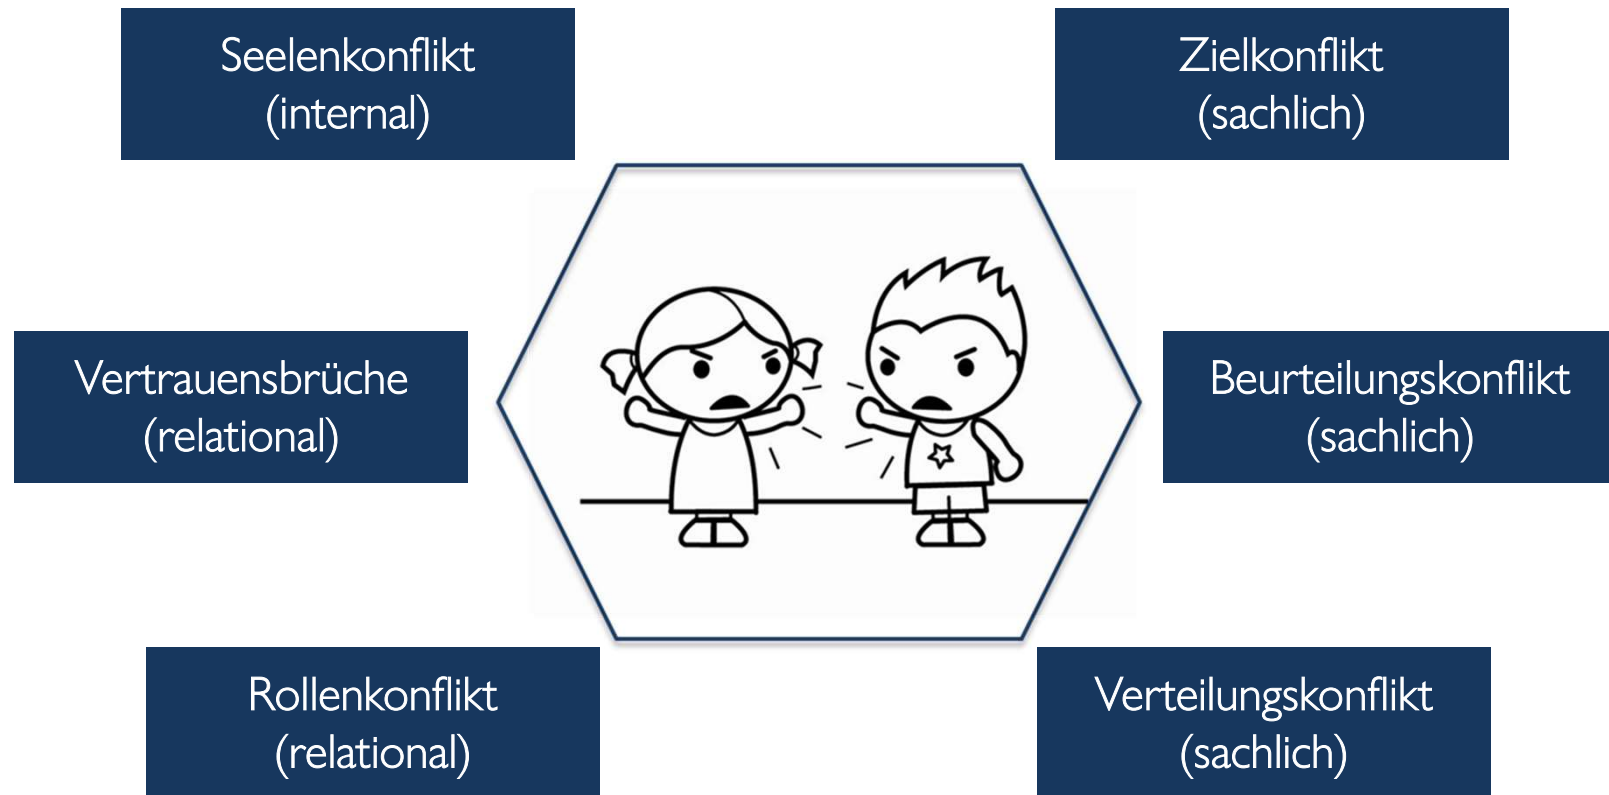 Seelenkonflikt
(internal)
Zielkonflikt
(sachlich)
Vertrauensbrüche
(relational)
Beurteilungskonflikt
(sachlich)
Rollenkonflikt
(relational)
Verteilungskonflikt
(sachlich)